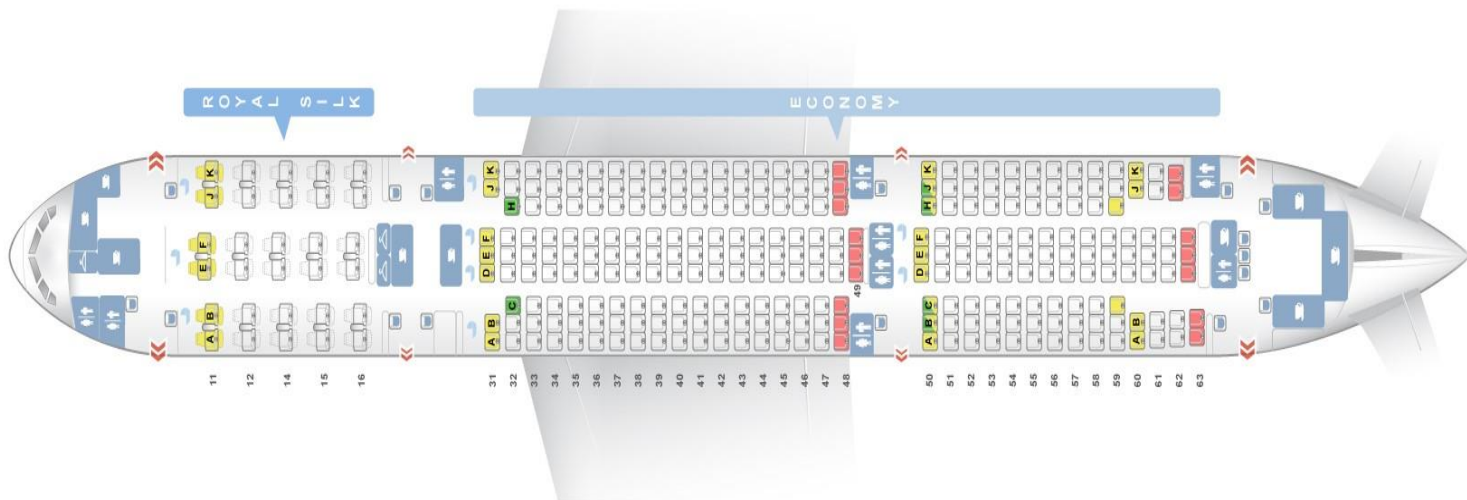 ROYAL SILK
ECONOMY
K K K K
J J H J J
H
F F F
E E E
D D
B B C C B
A A B A
A
49
11 12 14 15 16 31 32 33 34 35 36 37 38 39 40 41 42 43 44 45 46 47 48 50 51 52 53 54 55 56 57 58 59 60 61 62 63